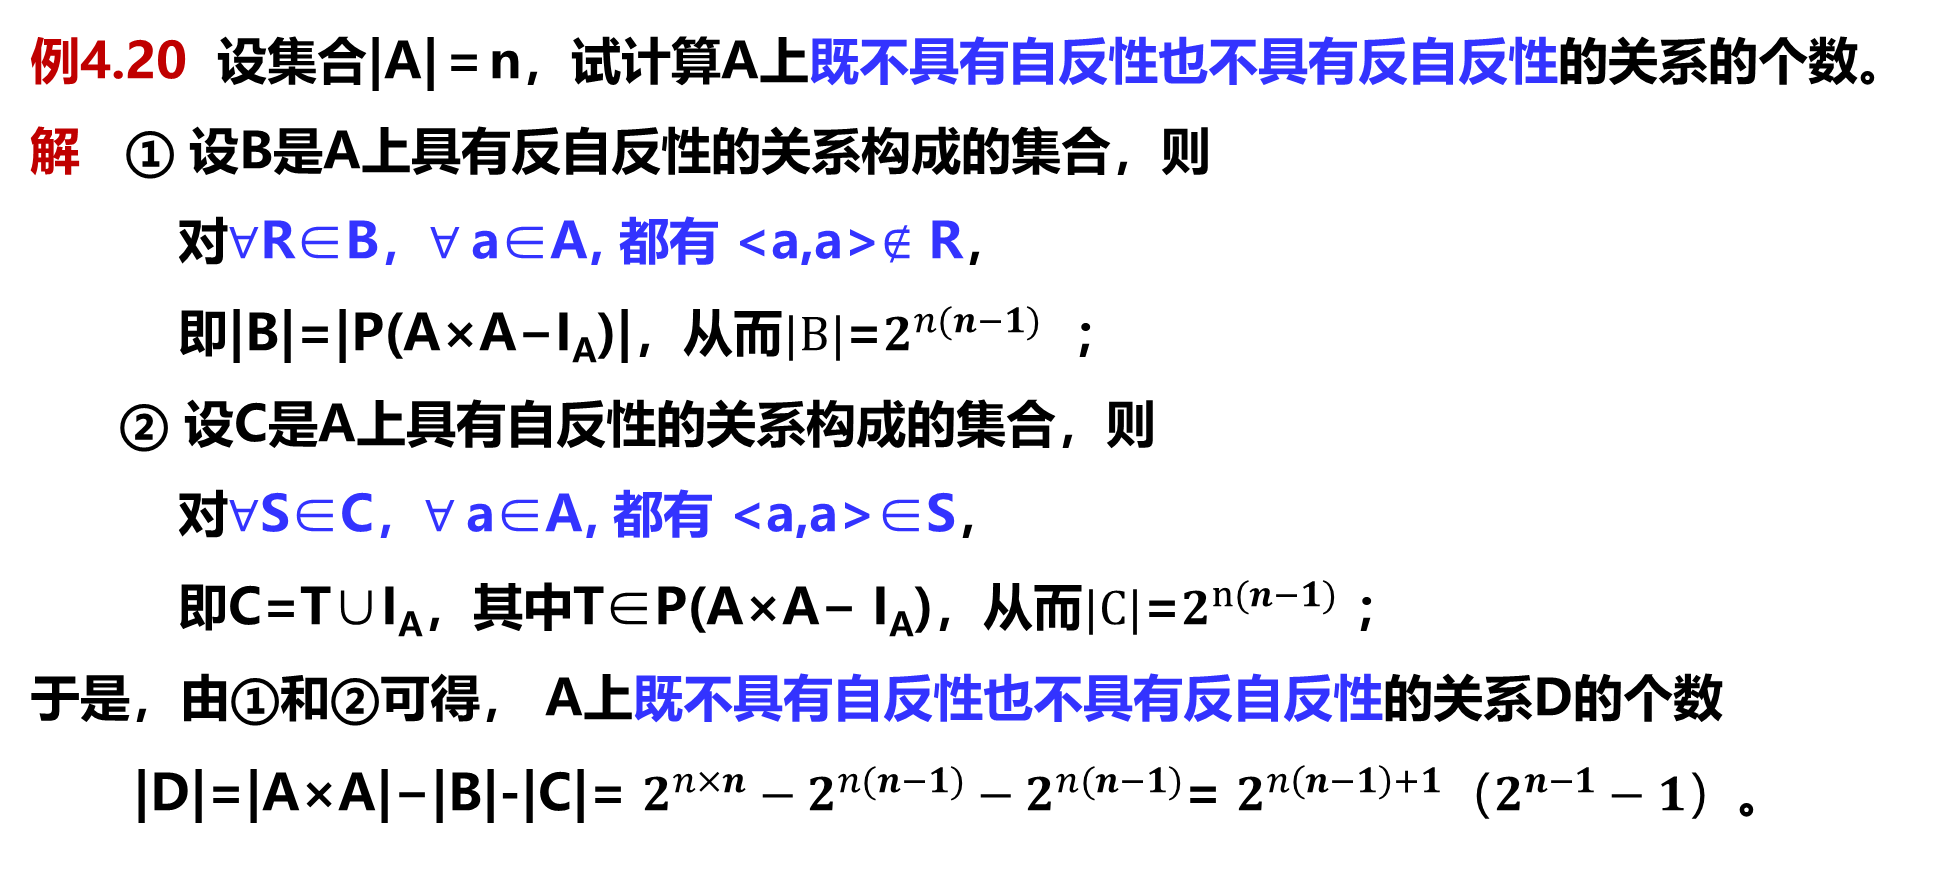 例4.20 设集合|A| = n，试计算A上既不具有自反性也不具有反自反性的关系的个数。
解 ① 设B是A上具有反自反性的关系构成的集合，则
对∀R∈B，∀ a∈A, 都有 <a,a>∉ R，
即|B|=|P(A×A−I_A)|，从而|B|=2^{n(n−1)} ；
② 设C是A上具有自反性的关系构成的集合，则
对∀S∈C，∀ a∈A, 都有 <a,a>∈S，
即C=T∪I_A，其中T∈P(A×A− I_A)，从而|C|=2^{n(n−1)} ；
于是，由①和②可得， A上既不具有自反性也不具有反自反性的关系D的个数
|D|=|A×A|−|B|-|C|= 2^{n×n} − 2^{n(n−1)} − 2^{n(n−1)}= 2^{n(n−1)+1}（2^{n−1} − 1）。